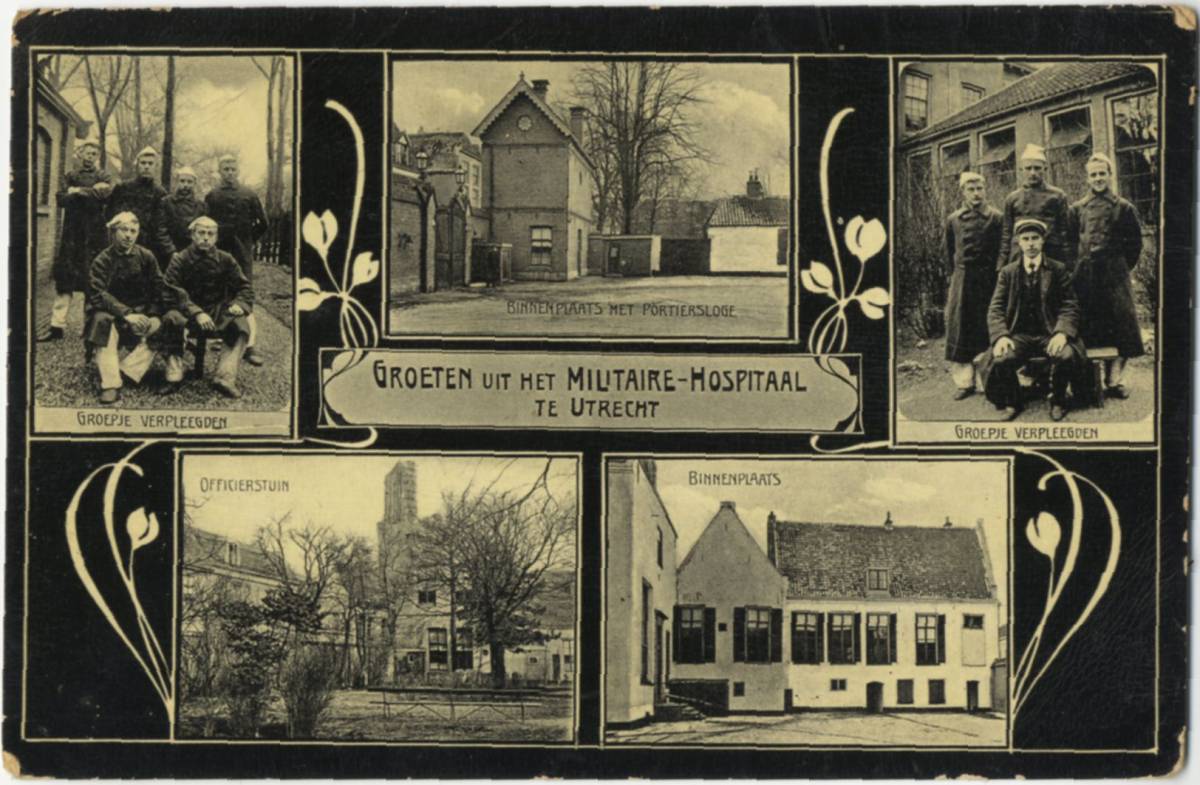 BINNENPLAATS MET PORTIERSLOGE
GROETEN UIT HET MILITAIRE-HOSPITAAL
TE UTRECHT
GROEPJE VERPLEEGDEN
GROEPJE VERPLEEGDEN
OFFICIERSTUIN
BINNENPLAATS